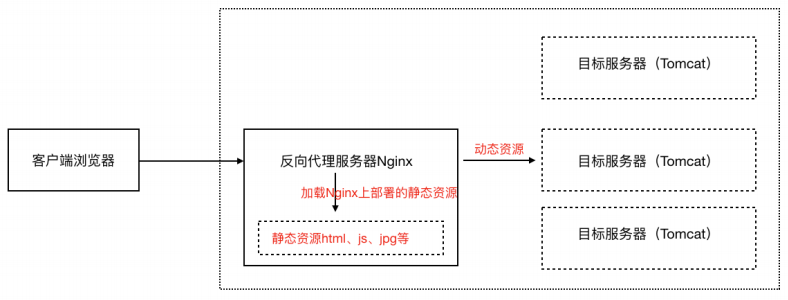 目标服务器（Tomcat）
客户端浏览器
反向代理服务器Nginx
加载Nginx上部署的静态资源
静态资源html、js、jpg等
动态资源
目标服务器（Tomcat）
目标服务器（Tomcat）